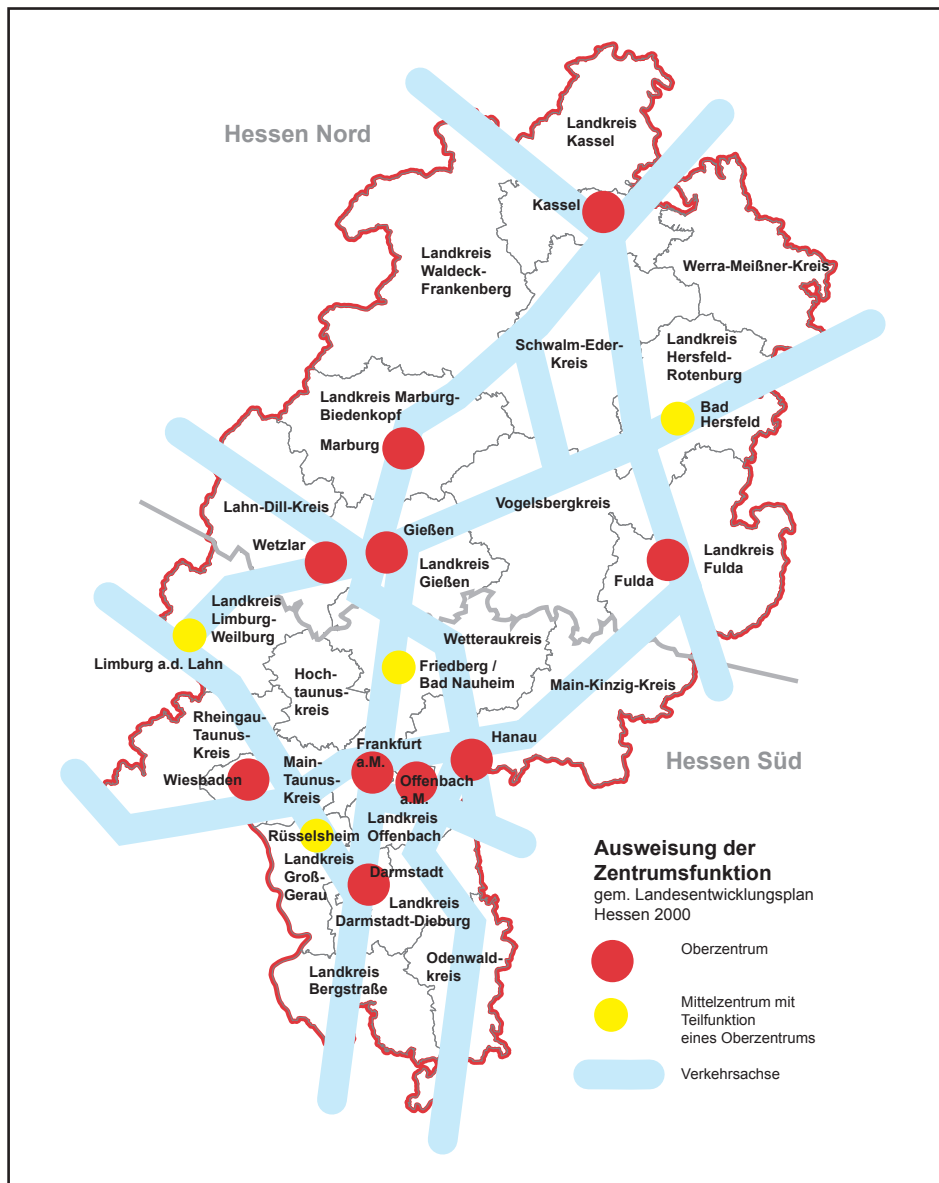 Hessen Nord
Landkreis
Kassel
Kassel
Landkreis
Waldeck-
Frankenberg
Werra-Meißner-Kreis
Schwalm-Eder-
Kreis
Landkreis
Hersfeld-
Rotenburg
Landkreis Marburg-
Biedenkopf
Marburg
Bad
Hersfeld
Lahn-Dill-Kreis
Vogelsbergkreis
Gießen
Wetzlar
Landkreis
Gießen
Landkreis
Fulda
Fulda
Landkreis
Limburg-
Weilburg
Limburg a.d. Lahn
Wetteraukreis
Friedberg /
Bad Nauheim
Hoch-
taunus-
kreis
Main-Kinzig-Kreis
Rheingau-
Taunus-
Kreis
Hanau
Frankfurt
a.M.
Hessen Süd
Wiesbaden
Main-
Taunus-
Kreis
Offenbach
a.M.
Rüsselsheim
Landkreis
Offenbach
Landkreis
Groß-
Gerau
Darmstadt
Landkreis
Darmstadt-Dieburg
Landkreis
Bergstraße
Odenwald-
kreis
Ausweisung der
Zentrumsfunktion
gem. Landesentwicklungsplan
Hessen 2000
Oberzentrum
Mittelzentrum mit
Teilfunktion
eines Oberzentrums
Verkehrsachse